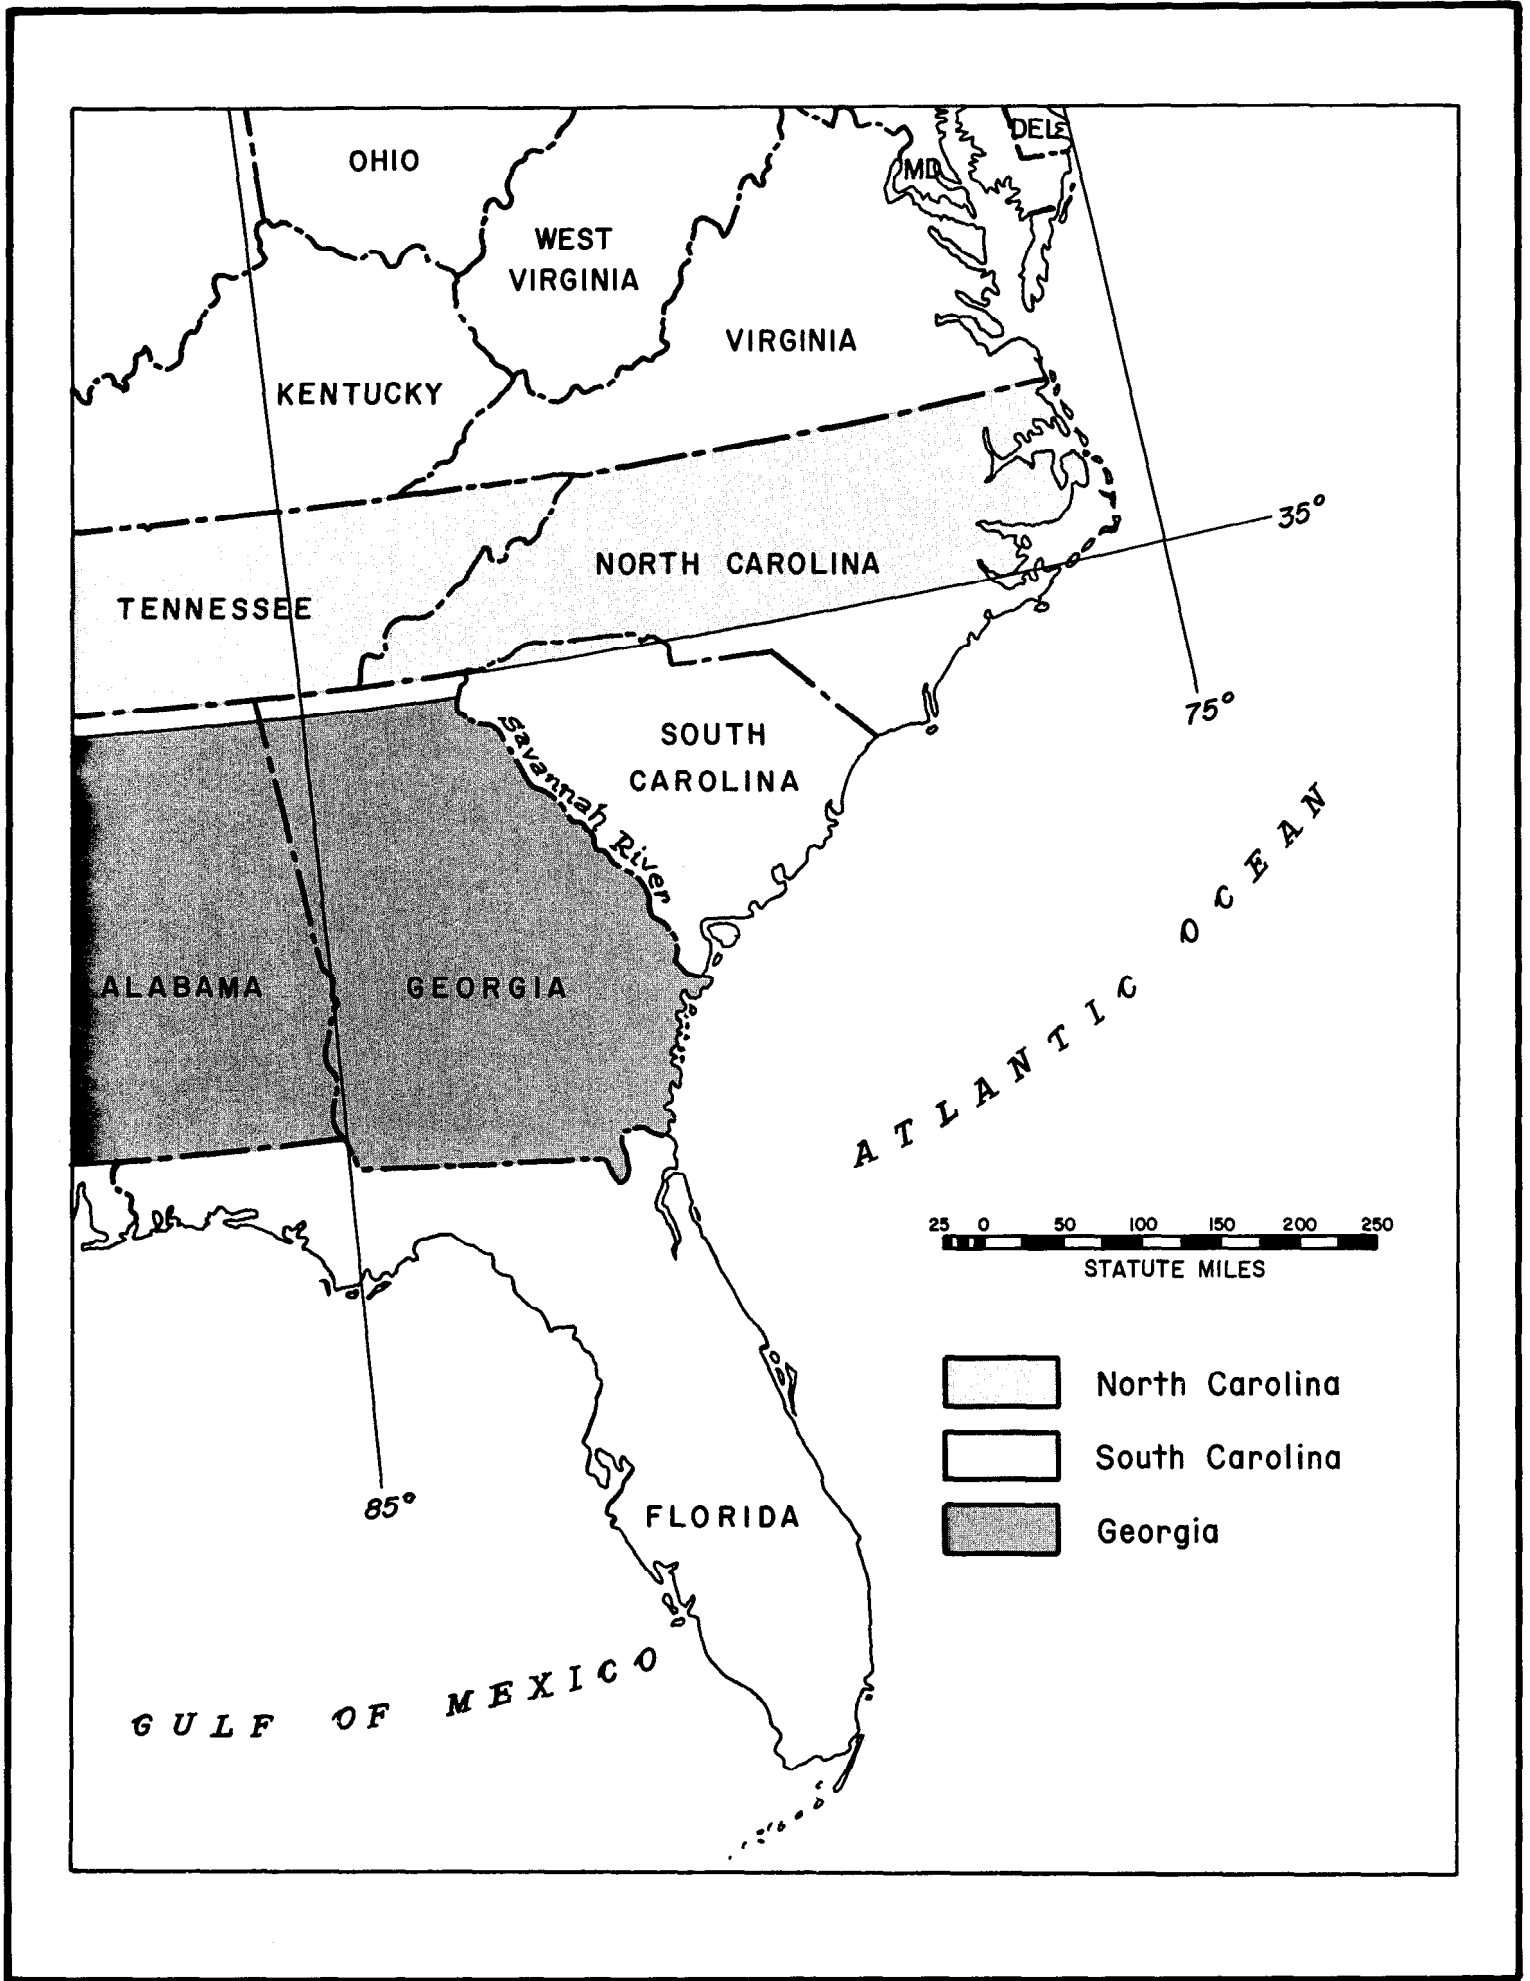 OHIO
DEL
MD
WEST
VIRGINIA
VIRGINIA
KENTUCKY
35°
NORTH CAROLINA
TENNESSEE
75°
SOUTH
CAROLINA
Savannah River
ALABAMA
GEORGIA
ATLANTIC OCEAN
25 0 50 100 150 200 250
STATUTE MILES
North Carolina
South Carolina
Georgia
85°
FLORIDA
GULF OF MEXICO